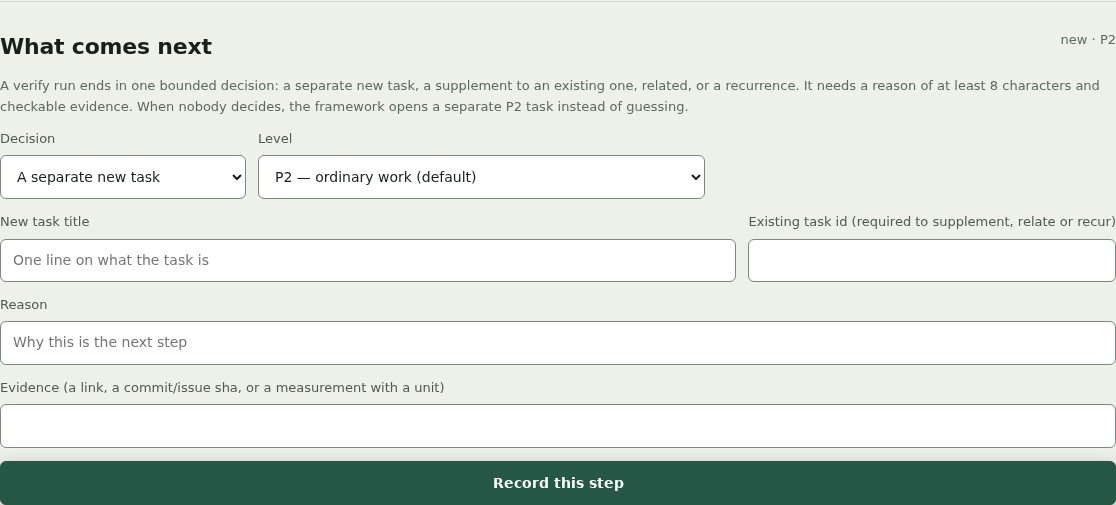 What comes next
new · P2
A verify run ends in one bounded decision: a separate new task, a supplement to an existing one, related, or a recurrence. It needs a reason of at least 8 characters and
checkable evidence. When nobody decides, the framework opens a separate P2 task instead of guessing.
Decision
Level
A separate new task
P2 — ordinary work (default)
New task title
Existing task id (required to supplement, relate or recur)
One line on what the task is
Reason
Why this is the next step
Evidence (a link, a commit/issue sha, or a measurement with a unit)
Record this step